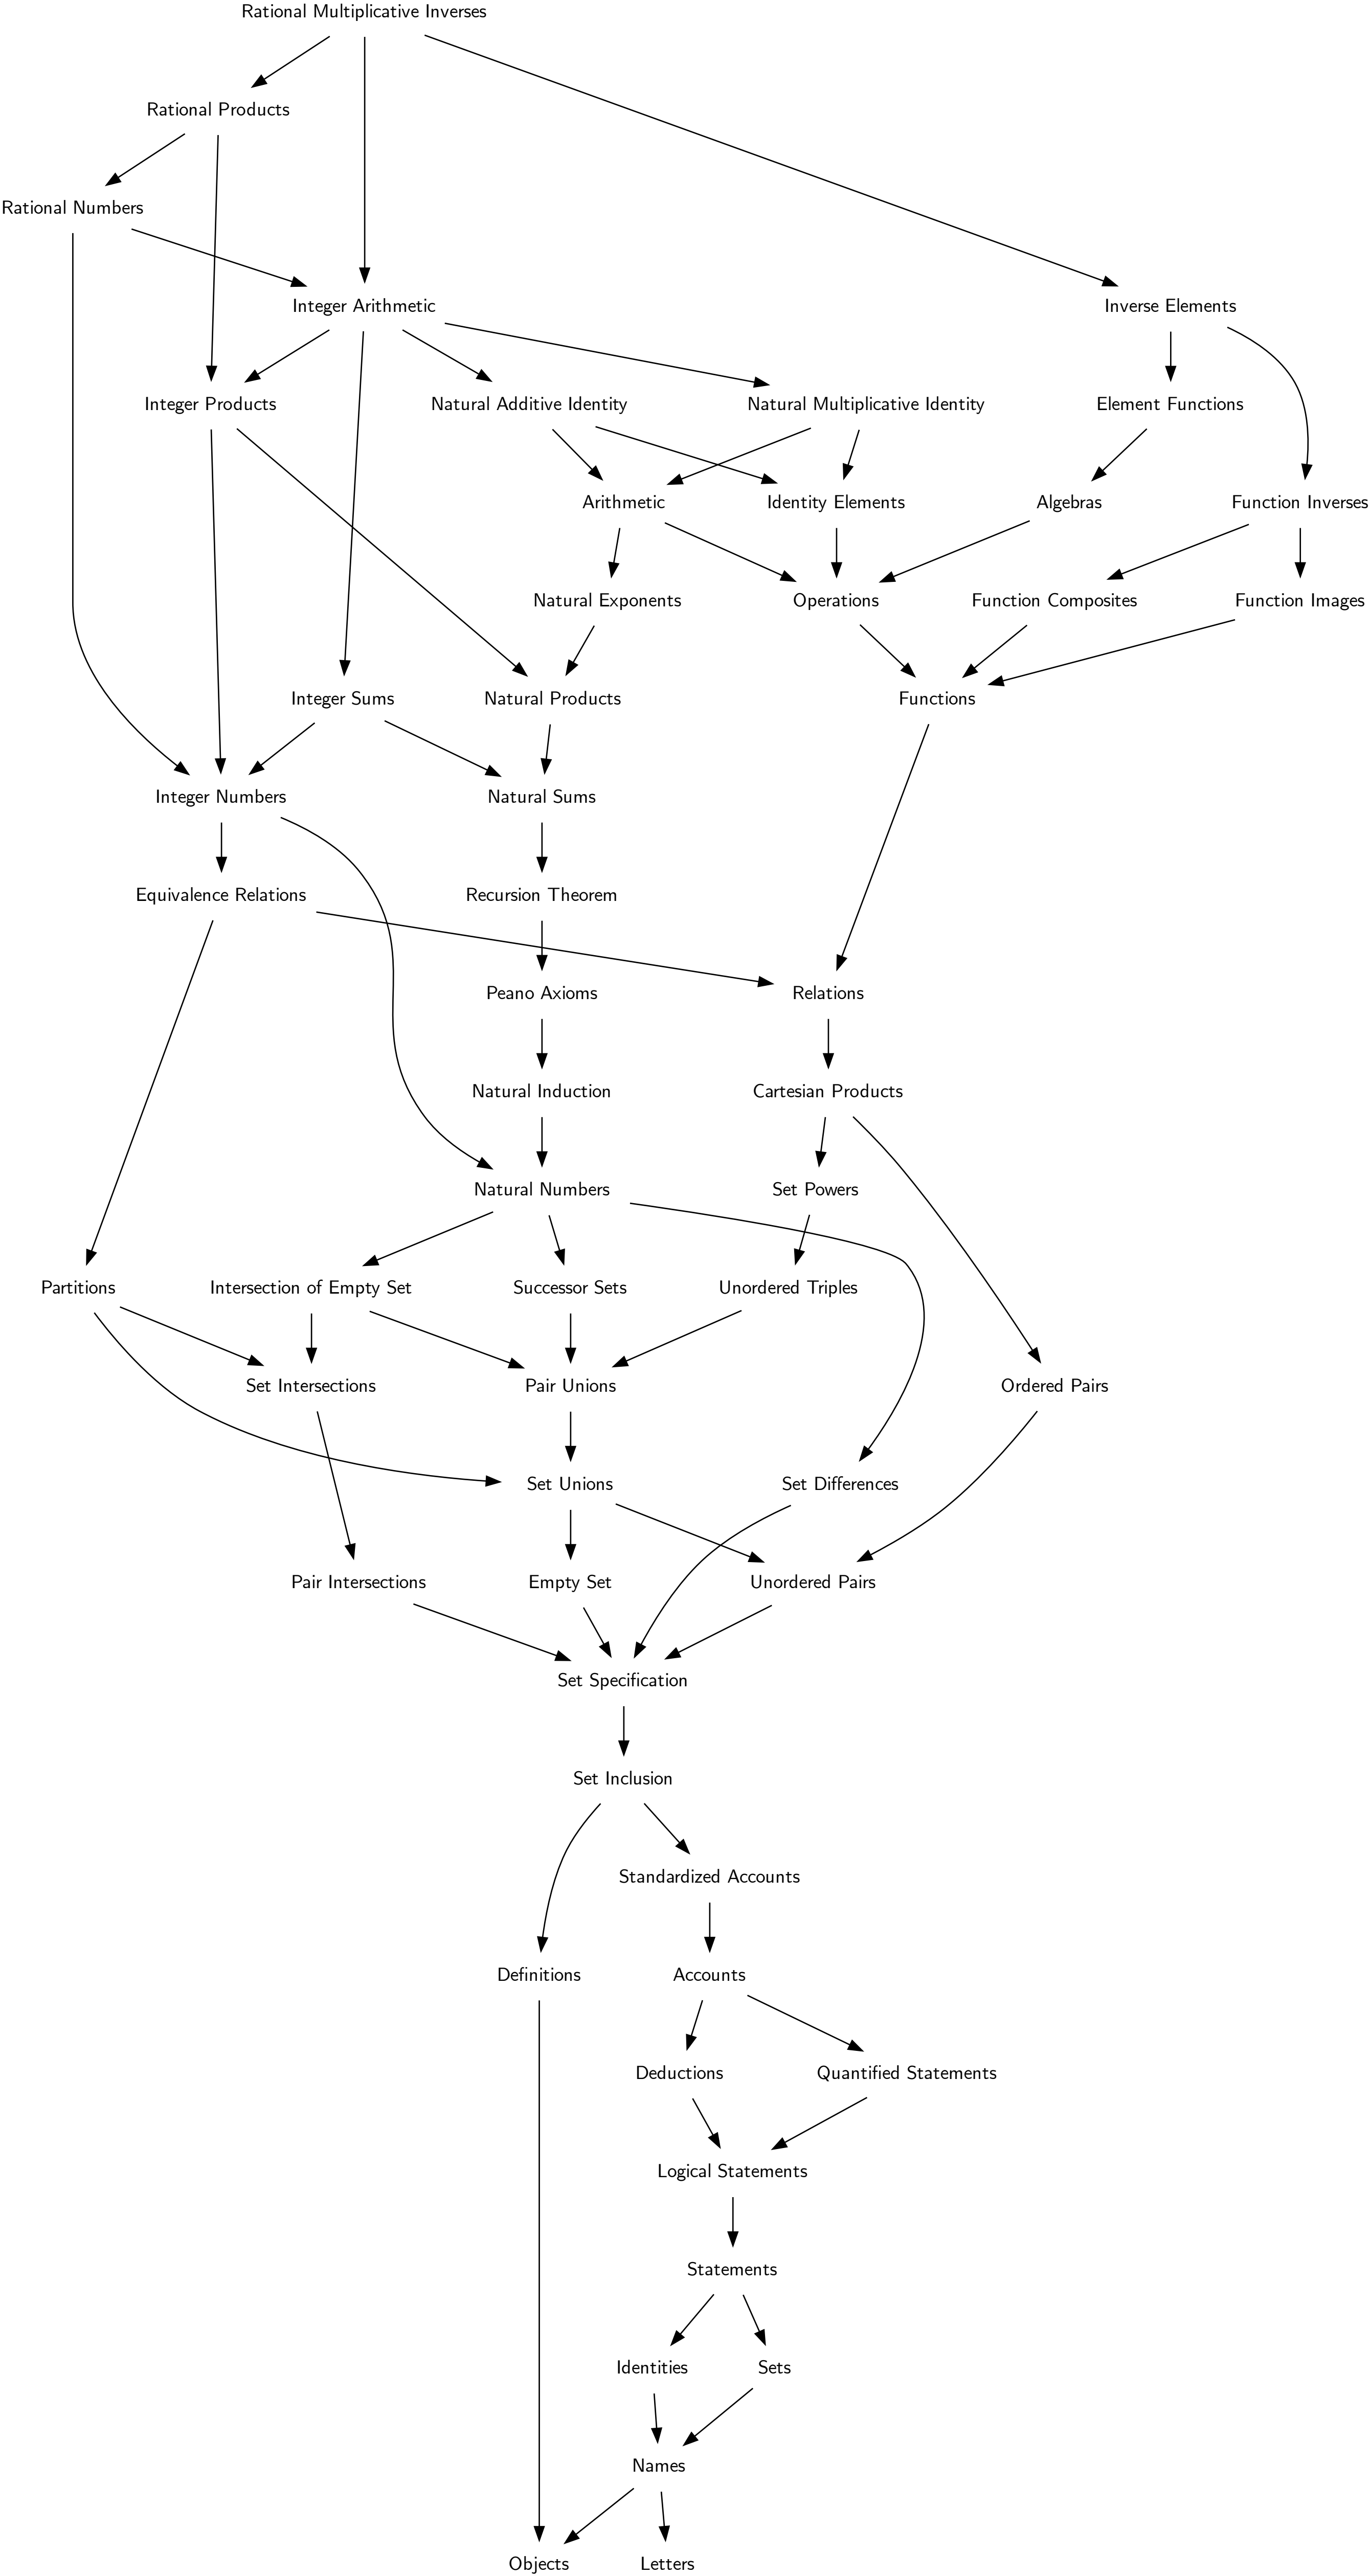 Rational Multiplicative Inverses
Rational Products
Rational Numbers
Integer Arithmetic
Inverse Elements
Integer Products
Natural Additive Identity
Natural Multiplicative Identity
Element Functions
Arithmetic
Identity Elements
Algebras
Function Inverses
Natural Exponents
Operations
Function Composites
Function Images
Integer Sums
Natural Products
Functions
Integer Numbers
Natural Sums
Equivalence Relations
Recursion Theorem
Peano Axioms
Relations
Natural Induction
Cartesian Products
Natural Numbers
Set Powers
Partitions
Intersection of Empty Set
Successor Sets
Unordered Triples
Set Intersections
Pair Unions
Ordered Pairs
Set Unions
Set Differences
Pair Intersections
Empty Set
Unordered Pairs
Set Specification
Set Inclusion
Standardized Accounts
Definitions
Accounts
Deductions
Quantified Statements
Logical Statements
Statements
Identities
Sets
Names
Objects
Letters